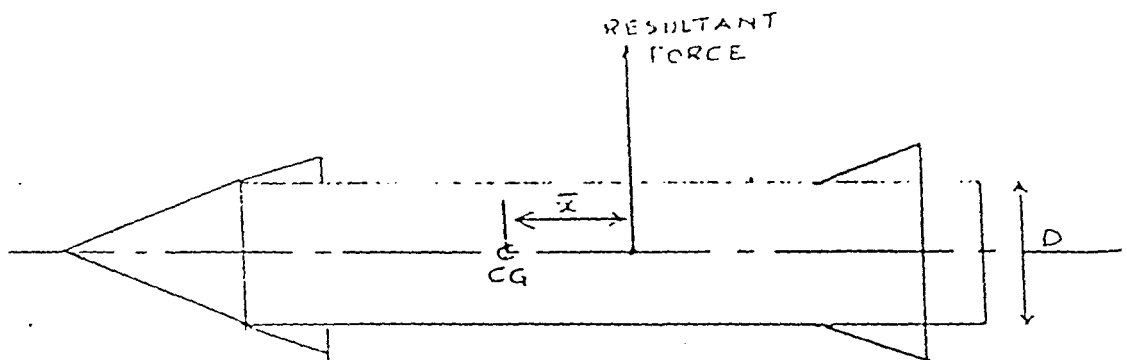 RESULTANT
FORCE
x̄
CG
D